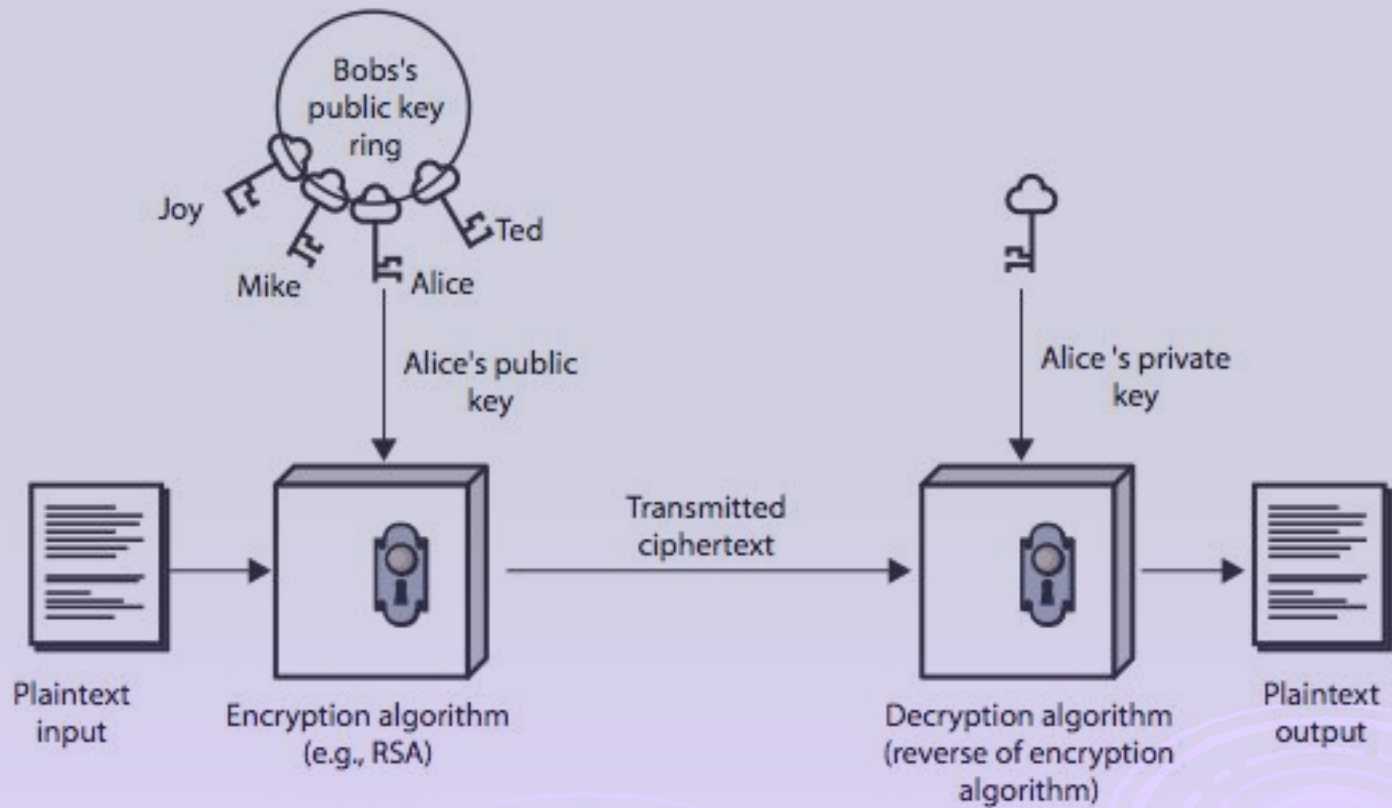 Bobs's
public key
ring
Joy
Ted
Mike
Alice
Alice's public
key
Alice 's private
key
Transmitted
ciphertext
Plaintext
input
Encryption algorithm
(e.g., RSA)
Decryption algorithm
(reverse of encryption
algorithm)
Plaintext
output